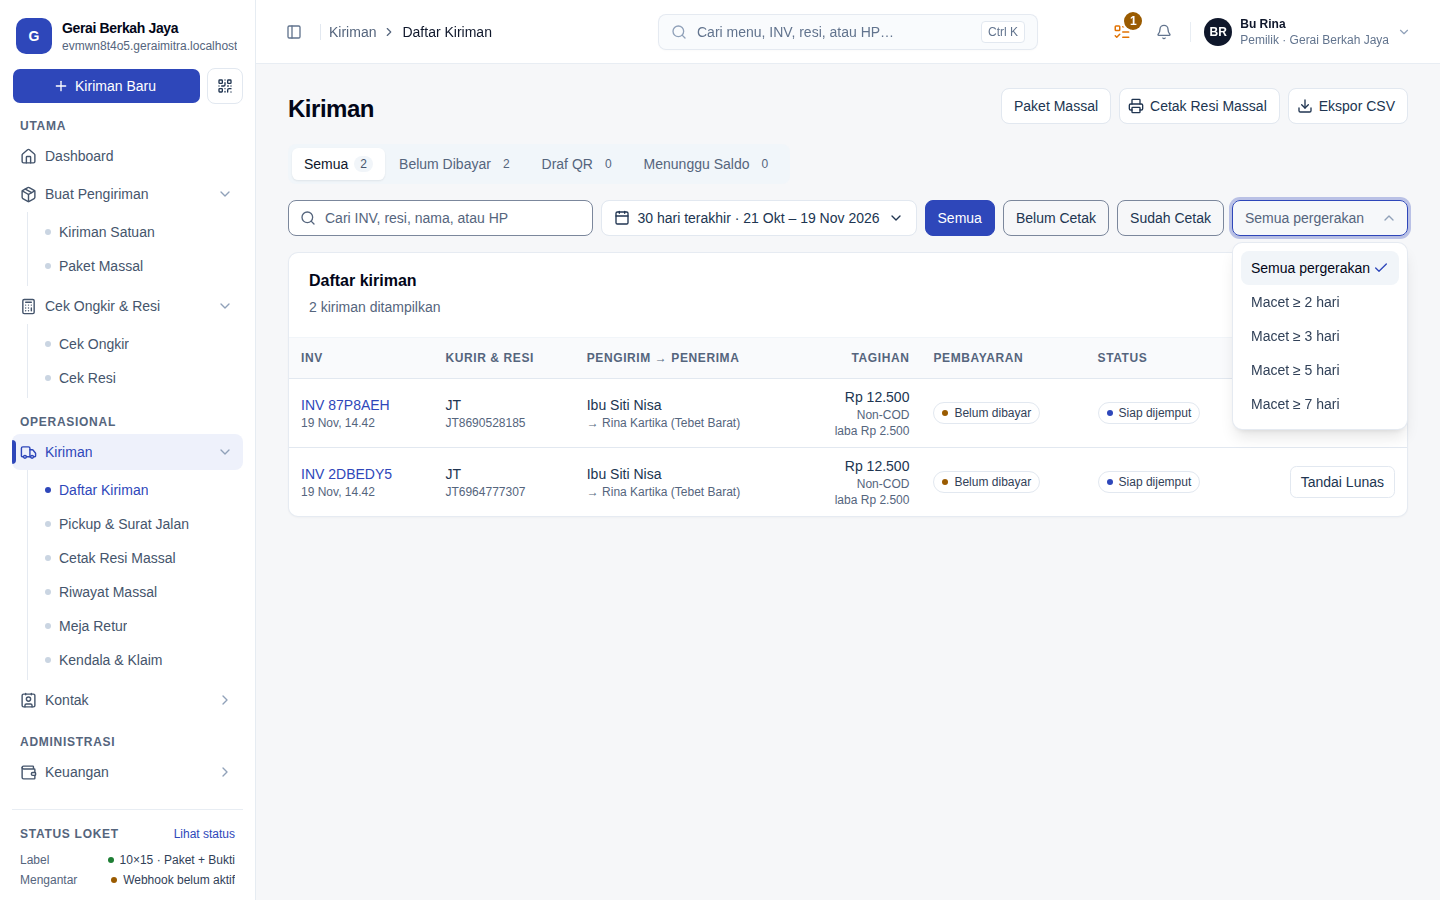 G
Gerai Berkah Jaya
evmwn8t4o5.geraimitra.localhost
Kiriman Baru
UTAMA
Dashboard
Buat Pengiriman
Kiriman Satuan
Paket Massal
Cek Ongkir & Resi
Cek Ongkir
Cek Resi
OPERASIONAL
Kiriman
Daftar Kiriman
Pickup & Surat Jalan
Cetak Resi Massal
Riwayat Massal
Meja Retur
Kendala & Klaim
Kontak
ADMINISTRASI
Keuangan
STATUS LOKET Lihat status
Label 10×15 · Paket + Bukti
Mengantar Webhook belum aktif
Kiriman > Daftar Kiriman
Cari menu, INV, resi, atau HP… Ctrl K
1
BR
Bu Rina
Pemilik · Gerai Berkah Jaya
Kiriman
Paket Massal Cetak Resi Massal Ekspor CSV
Semua 2 Belum Dibayar 2 Draf QR 0 Menunggu Saldo 0
Cari INV, resi, nama, atau HP 30 hari terakhir · 21 Okt – 19 Nov 2026 Semua Belum Cetak Sudah Cetak Semua pergerakan
Semua pergerakan
Macet ≥ 2 hari
Macet ≥ 3 hari
Macet ≥ 5 hari
Macet ≥ 7 hari
Daftar kiriman
2 kiriman ditampilkan
INV KURIR & RESI PENGIRIM → PENERIMA TAGIHAN PEMBAYARAN STATUS
INV 87P8AEH JT Ibu Siti Nisa Rp 12.500 Belum dibayar Siap dijemput
19 Nov, 14.42 JT8690528185 → Rina Kartika (Tebet Barat) Non-COD
laba Rp 2.500
INV 2DBEDY5 JT Ibu Siti Nisa Rp 12.500 Belum dibayar Siap dijemput Tandai Lunas
19 Nov, 14.42 JT6964777307 → Rina Kartika (Tebet Barat) Non-COD
laba Rp 2.500